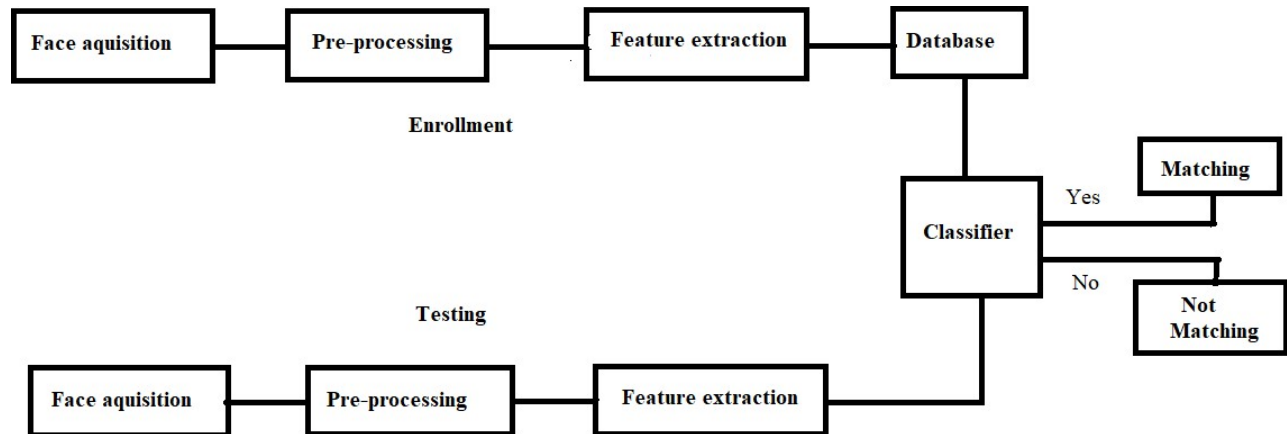 Face aquisition
Pre-processing
Feature extraction
Database
Enrollment
Matching
Yes
Classifier
No
Not
Matching
Testing
Face aquisition
Pre-processing
Feature extraction